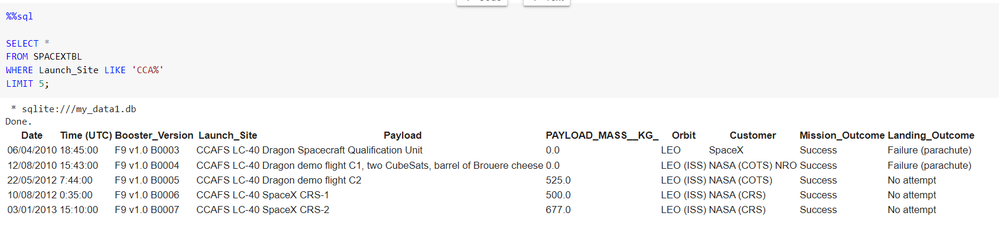 %%sql
SELECT *
FROM SPACEXTBL
WHERE Launch_Site LIKE 'CCA%'
LIMIT 5;
* sqlite:///my_data1.db
Done.
Date Time (UTC) Booster_Version Launch_Site Payload PAYLOAD_MASS__KG_ Orbit Customer Mission_Outcome Landing_Outcome
06/04/2010 18:45:00 F9 v1.0 B0003 CCAFS LC-40 Dragon Spacecraft Qualification Unit 0.0 LEO SpaceX Success Failure (parachute)
12/08/2010 15:43:00 F9 v1.0 B0004 CCAFS LC-40 Dragon demo flight C1, two CubeSats, barrel of Brouere cheese 0.0 LEO (ISS) NASA (COTS) NRO Success Failure (parachute)
22/05/2012 7:44:00 F9 v1.0 B0005 CCAFS LC-40 Dragon demo flight C2 525.0 LEO (ISS) NASA (COTS) Success No attempt
10/08/2012 0:35:00 F9 v1.0 B0006 CCAFS LC-40 SpaceX CRS-1 500.0 LEO (ISS) NASA (CRS) Success No attempt
03/01/2013 15:10:00 F9 v1.0 B0007 CCAFS LC-40 SpaceX CRS-2 677.0 LEO (ISS) NASA (CRS) Success No attempt